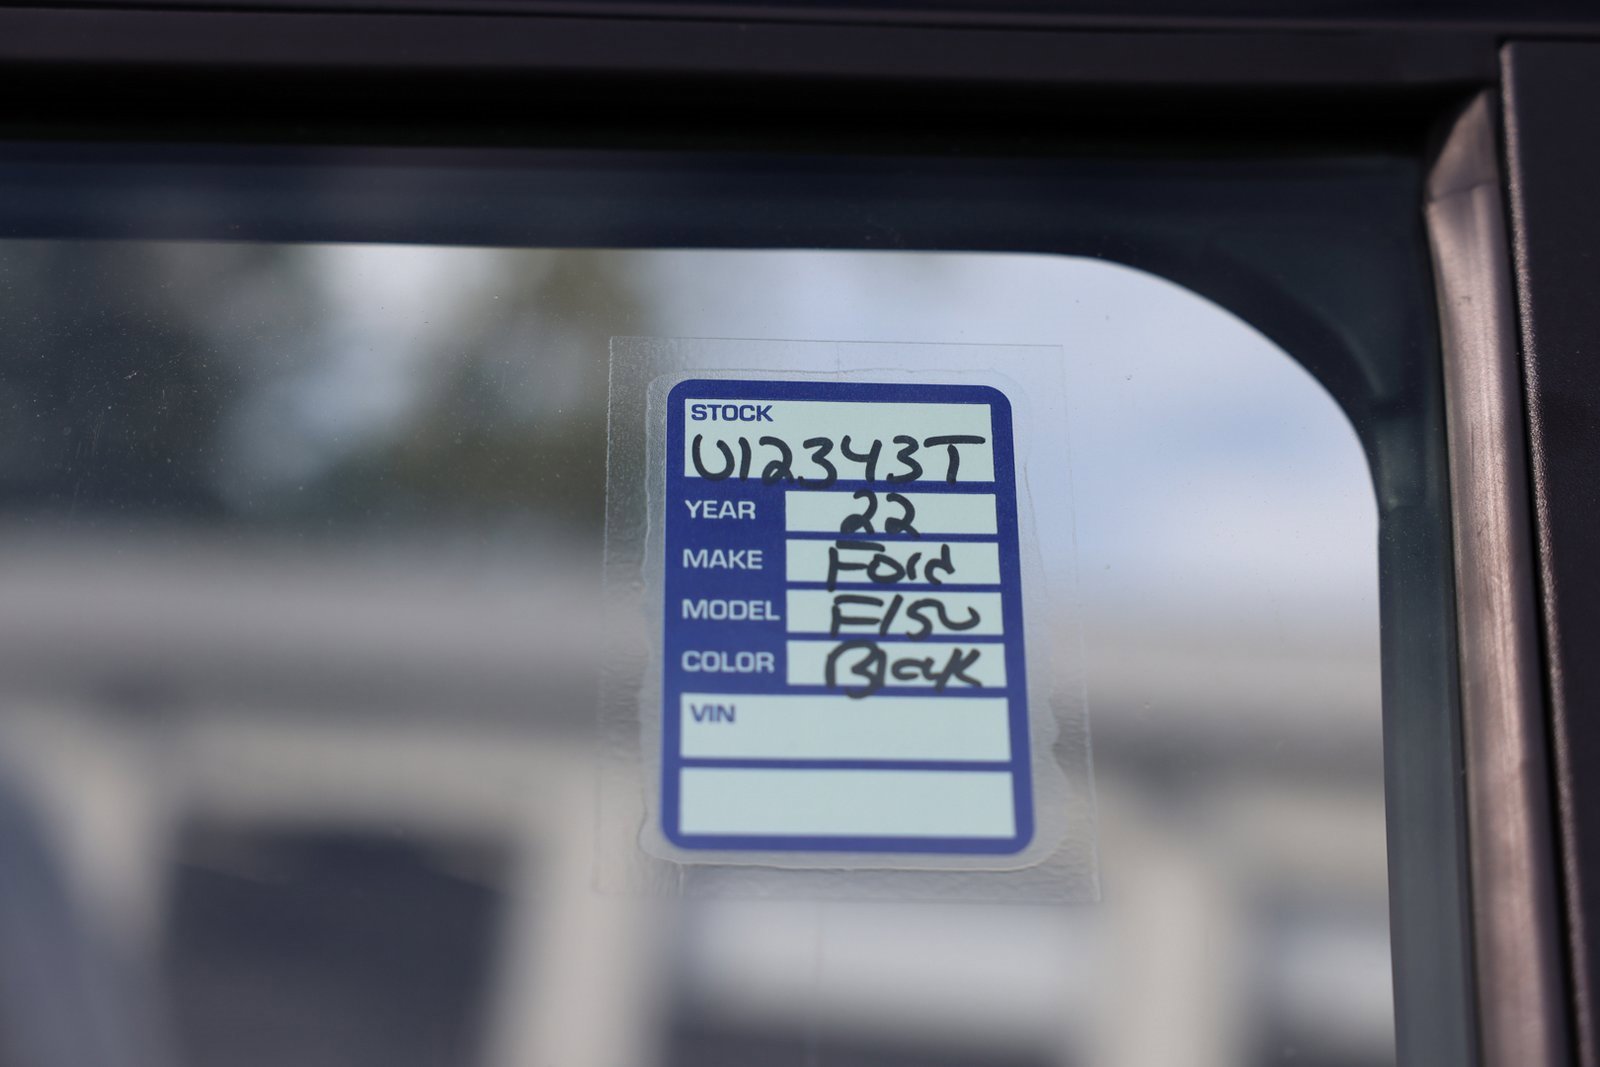 STOCK
U12343T
YEAR 22
MAKE Ford
MODEL F150
COLOR Black
VIN